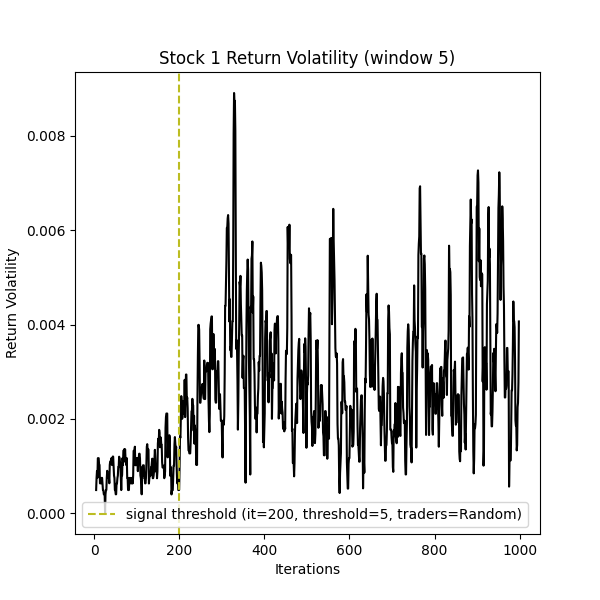 Stock 1 Return Volatility (window 5)
Return Volatility
0.008
0.006
0.004
0.002
0.000
signal threshold (it=200, threshold=5, traders=Random)
0
200
400
600
800
1000
Iterations